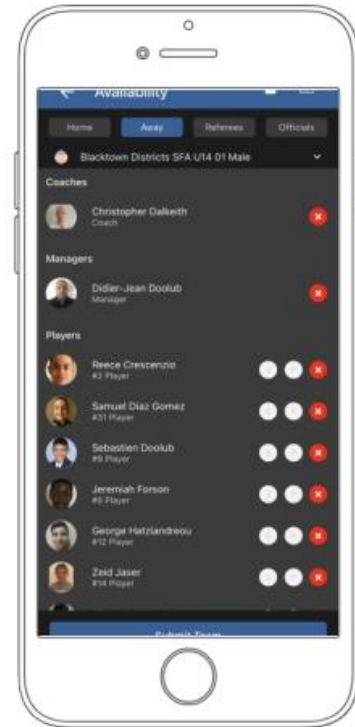 Availability
Home Away Referees Officials
Blacktown Districts SFA U14 01 Male
Coaches
Christopher Dalkeith
Coach
Managers
Didier-Jean Doolub
Manager
Players
Reece Crescenzio
#2 Player
Samuel Diaz Gomez
#31 Player
Sebastien Doolub
#9 Player
Jeremiah Forson
#6 Player
George Hatziandreou
#12 Player
Zeid Jaser
#14 Player
Submit Team